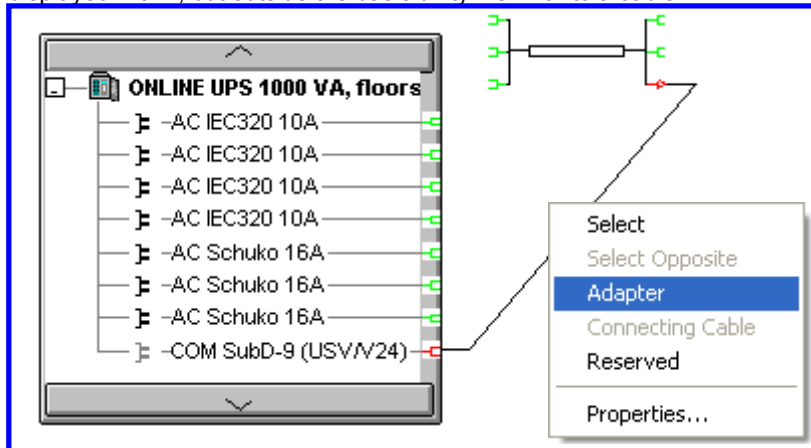 ONLINE UPS 1000 VA, floors
-AC IEC320 10A
-AC IEC320 10A
-AC IEC320 10A
-AC IEC320 10A
-AC Schuko 16A
-AC Schuko 16A
-AC Schuko 16A
-COM SubD-9 (USV/V24)
Select
Select Opposite
Adapter
Connecting Cable
Reserved
Properties...